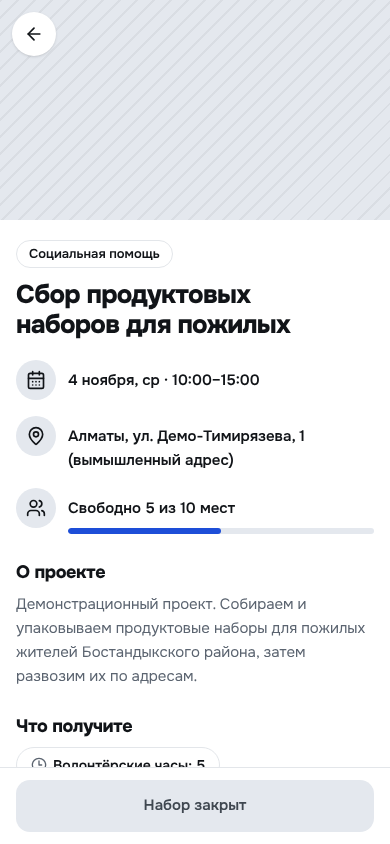 Социальная помощь
Сбор продуктовых
наборов для пожилых
4 ноября, ср · 10:00–15:00
Алматы, ул. Демо-Тимирязева, 1
(вымышленный адрес)
Свободно 5 из 10 мест
О проекте
Демонстрационный проект. Собираем и
упаковываем продуктовые наборы для пожилых
жителей Бостандыкского района, затем
развозим их по адресам.
Что получите
Волонтёрские часы: 5
Набор закрыт